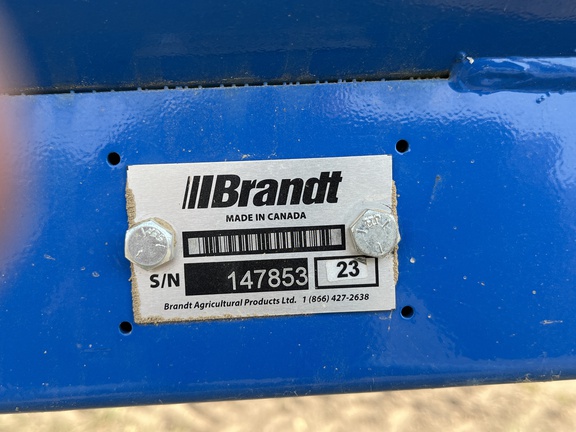 Brandt
MADE IN CANADA
S/N 147853 23
Brandt Agricultural Products Ltd. 1 (866) 427-2638